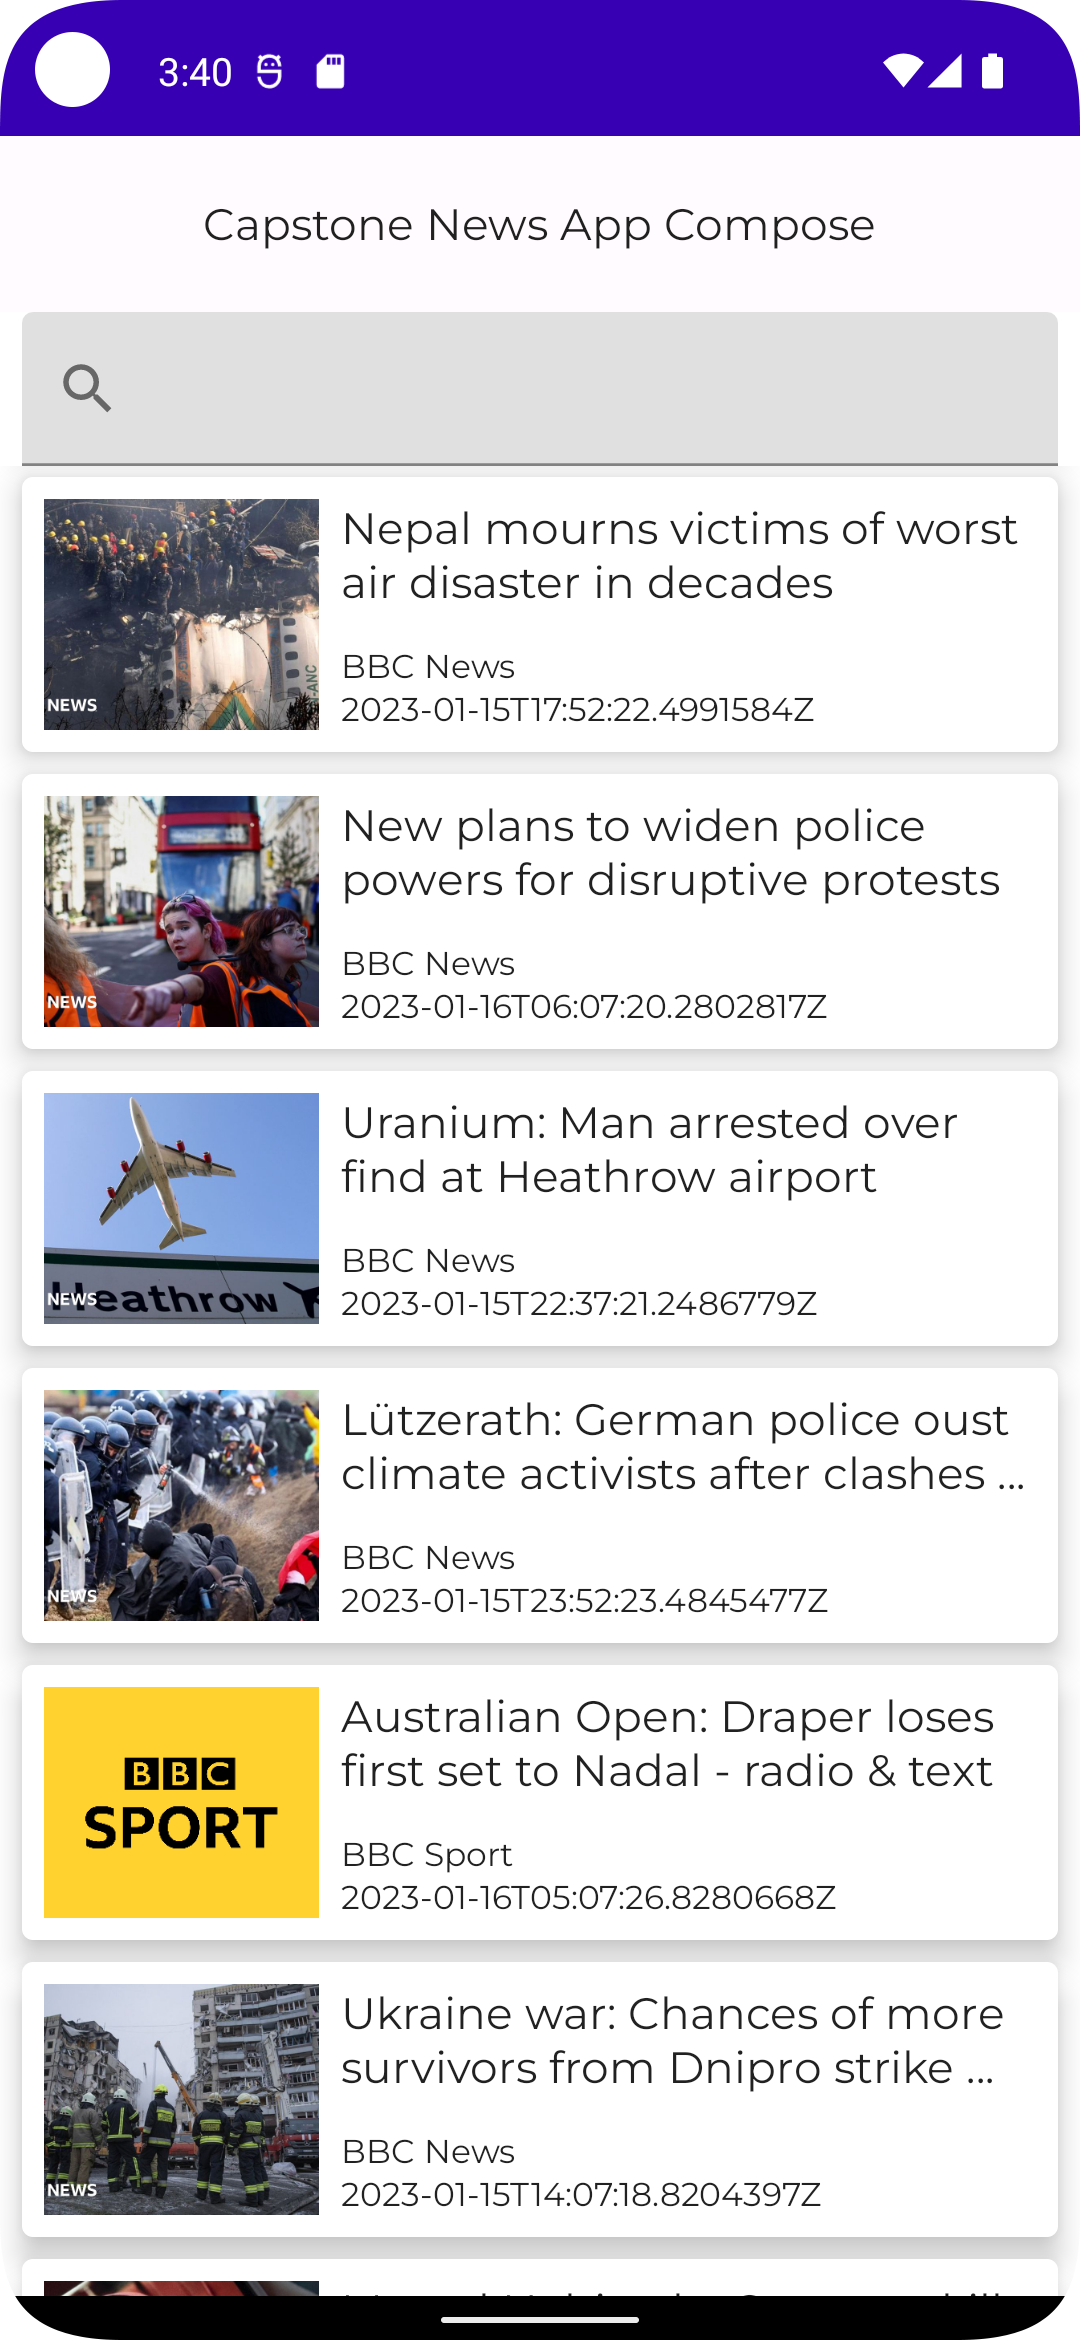 3:40
Capstone News App Compose
Nepal mourns victims of worst
air disaster in decades
BBC News
2023-01-15T17:52:22.4991584Z
NEWS
-ANC
New plans to widen police
powers for disruptive protests
BBC News
2023-01-16T06:07:20.2802817Z
NEWS
Uranium: Man arrested over
find at Heathrow airport
BBC News
2023-01-15T22:37:21.2486779Z
Heathrow
NEWS
Lützerath: German police oust
climate activists after clashes ...
BBC News
2023-01-15T23:52:23.4845477Z
NEWS
Australian Open: Draper loses
first set to Nadal - radio & text
BBC Sport
2023-01-16T05:07:26.8280668Z
BBC
SPORT
Ukraine war: Chances of more
survivors from Dnipro strike ...
BBC News
2023-01-15T14:07:18.8204397Z
NEWS